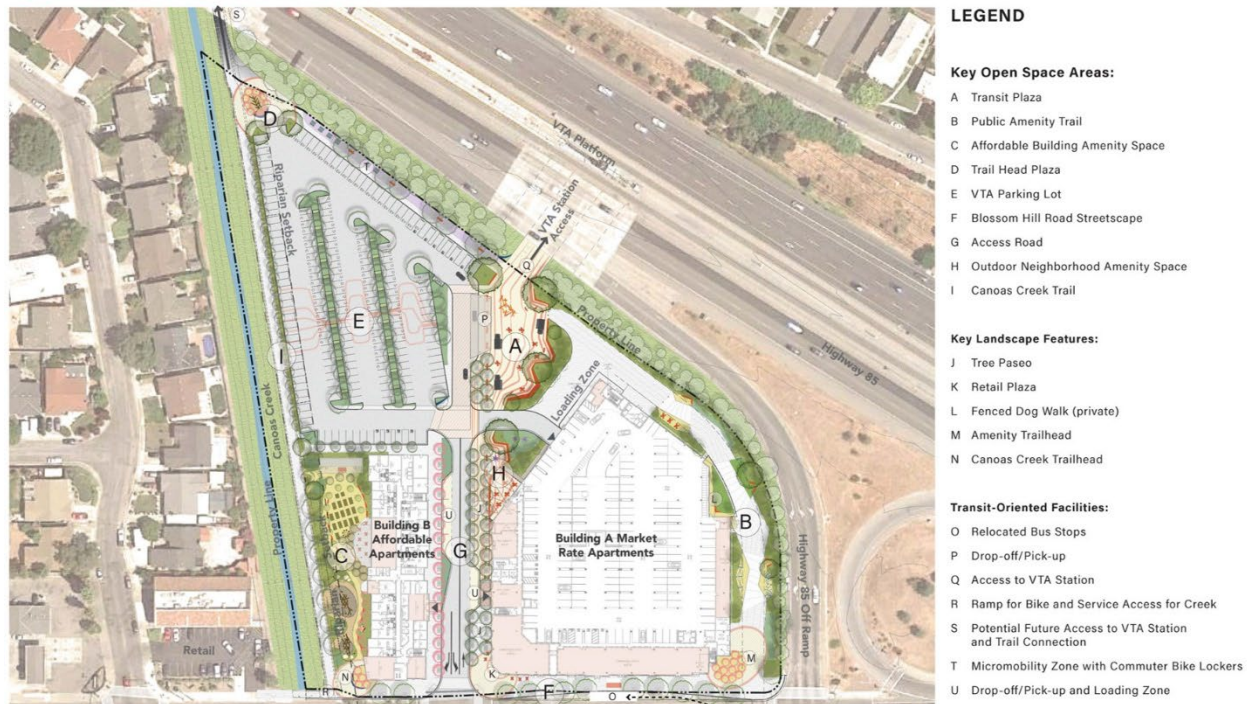 S
D
T
VTA Platform
Riparian Setback
VTA Station
Access
Q
E
P
A
Property Line
Highway 85
I
Canoas Creek
Loading Zone
Property Line
H
J
L
U
C
Building B
Affordable
Apartments
G
Building A Market
Rate Apartments
B
U
Highway 85 Off Ramp
Retail
N
K
M
R
F
O
LEGEND
Key Open Space Areas:
A Transit Plaza
B Public Amenity Trail
C Affordable Building Amenity Space
D Trail Head Plaza
E VTA Parking Lot
F Blossom Hill Road Streetscape
G Access Road
H Outdoor Neighborhood Amenity Space
I Canoas Creek Trail
Key Landscape Features:
J Tree Paseo
K Retail Plaza
L Fenced Dog Walk (private)
M Amenity Trailhead
N Canoas Creek Trailhead
Transit-Oriented Facilities:
O Relocated Bus Stops
P Drop-off/Pick-up
Q Access to VTA Station
R Ramp for Bike and Service Access for Creek
S Potential Future Access to VTA Station
and Trail Connection
T Micromobility Zone with Commuter Bike Lockers
U Drop-off/Pick-up and Loading Zone